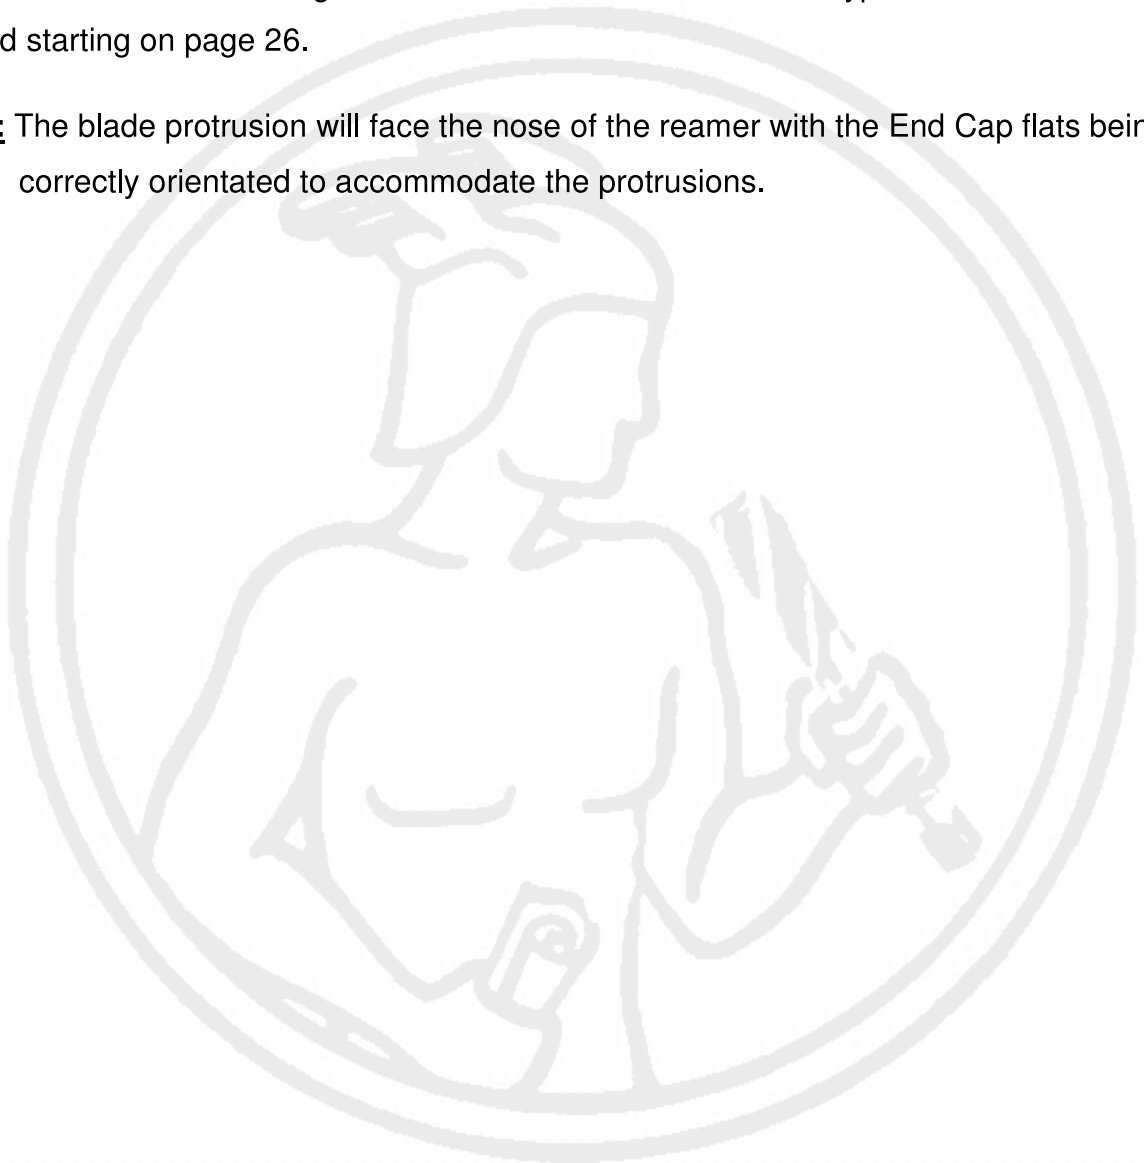 d starting on page 26.
: The blade protrusion will face the nose of the reamer with the End Cap flats bein
correctly orientated to accommodate the protrusions.